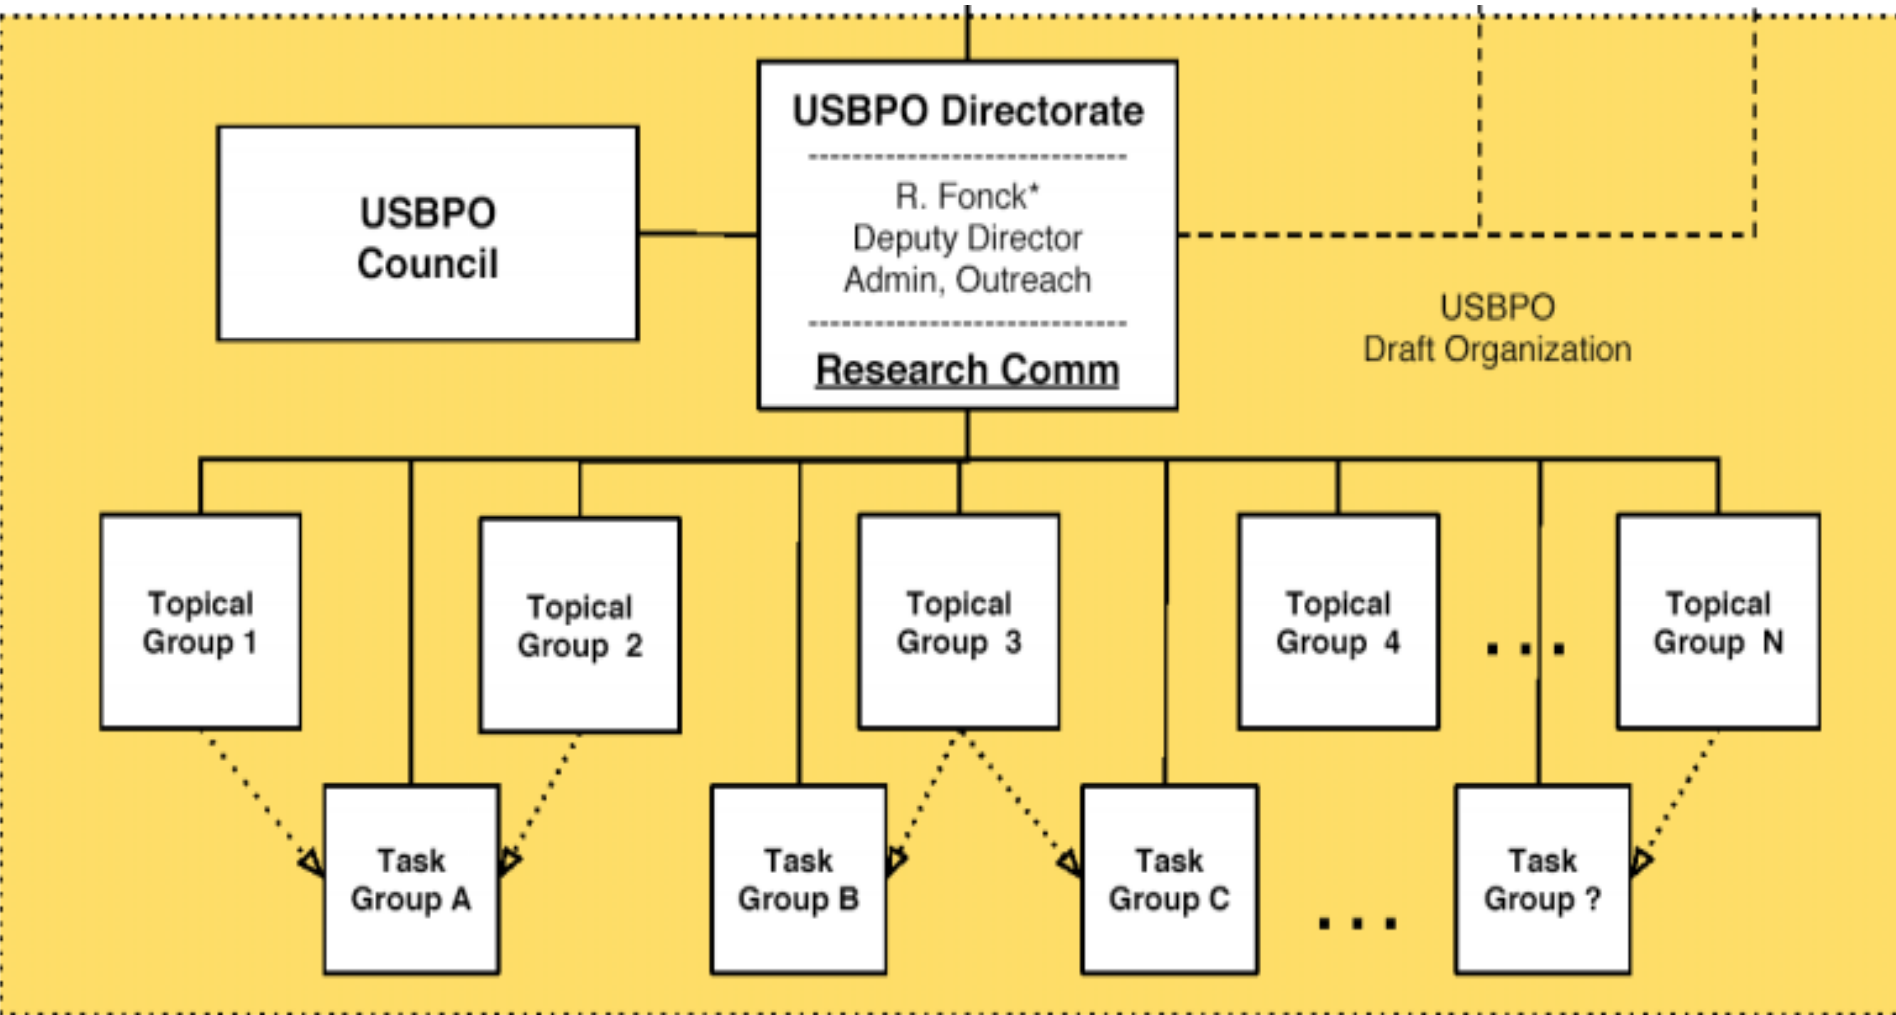 USBPO Directorate
R. Fonck*
Deputy Director
Admin, Outreach
Research Comm
USBPO
Council
USBPO
Draft Organization
Topical
Group 1
Topical
Group 2
Topical
Group 3
Topical
Group 4
. . .
Topical
Group N
Task
Group A
Task
Group B
Task
Group C
. . .
Task
Group ?